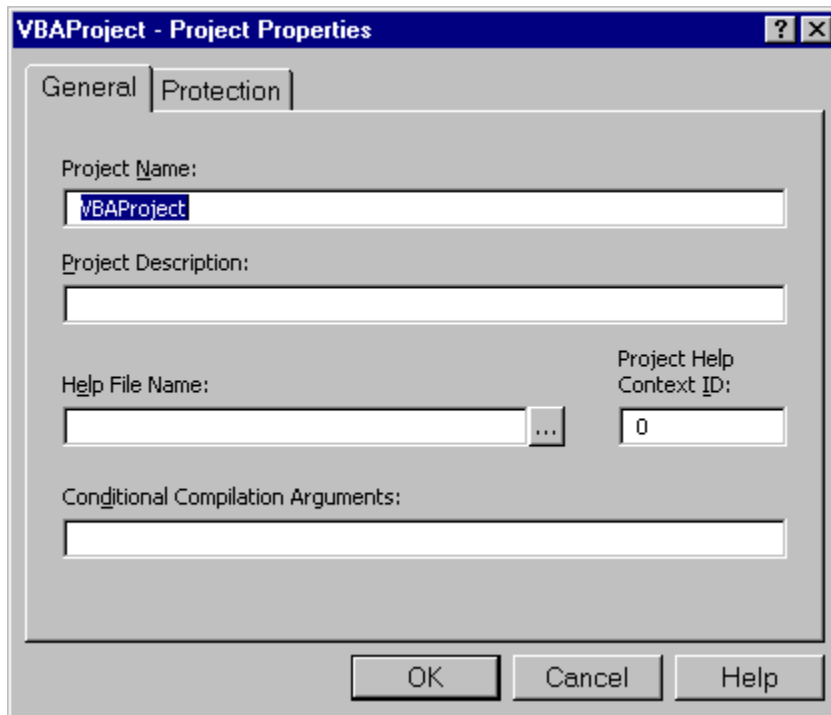 VBAProject - Project Properties
General Protection
Project Name:
VBAProject
Project Description:
Project Help
Help File Name: Context ID:
... 0
Conditional Compilation Arguments:
OK Cancel Help